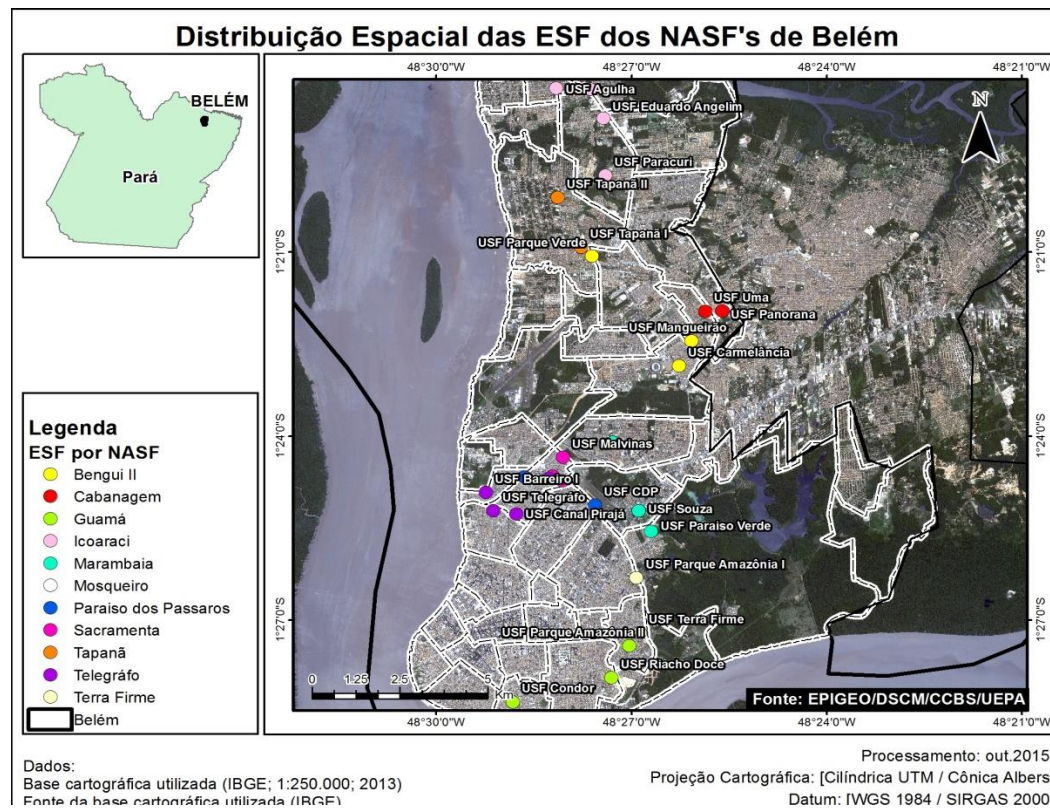 Distribuição Espacial das ESF dos NASF's de Belém
BELÉM
Pará
48°30'0"W
48°27'0"W
48°24'0"W
48°21'0"W
N
USF Agulha
USF Eduardo Angelim
USF Paracuri
USF Tapanã II
USF Tapanã I
USF Parque Verde
1°21'0"S
1°21'0"S
USF Uma
USF Panorana
USF Mangueirão
USF Carmelância
1°24'0"S
1°24'0"S
USF Malvinas
USF Barreiro I
USF Telegráfo
USF CDP
USF Canal Pirajá
USF Souza
USF Paraiso Verde
USF Parque Amazônia I
1°27'0"S
1°27'0"S
USF Terra Firme
USF Parque Amazônia II
USF Riacho Doce
USF Condor
0 1.25 2.5 5
Km
Fonte: EPIGEO/DSCM/CCBS/UEPA
48°30'0"W
48°27'0"W
48°24'0"W
48°21'0"W
Legenda
ESF por NASF
Bengui II
Cabanagem
Guamá
Icoaraci
Marambaia
Mosqueiro
Paraiso dos Passaros
Sacramenta
Tapanã
Telegráfo
Terra Firme
Belém
Dados:
Base cartográfica utilizada (IBGE; 1:250.000; 2013)
Fonte da base cartográfica utilizada (IBGE)
Processamento: out.2015
Projeção Cartográfica: [Cilíndrica UTM / Cônica Albers
Datum: [WGS 1984 / SIRGAS 2000